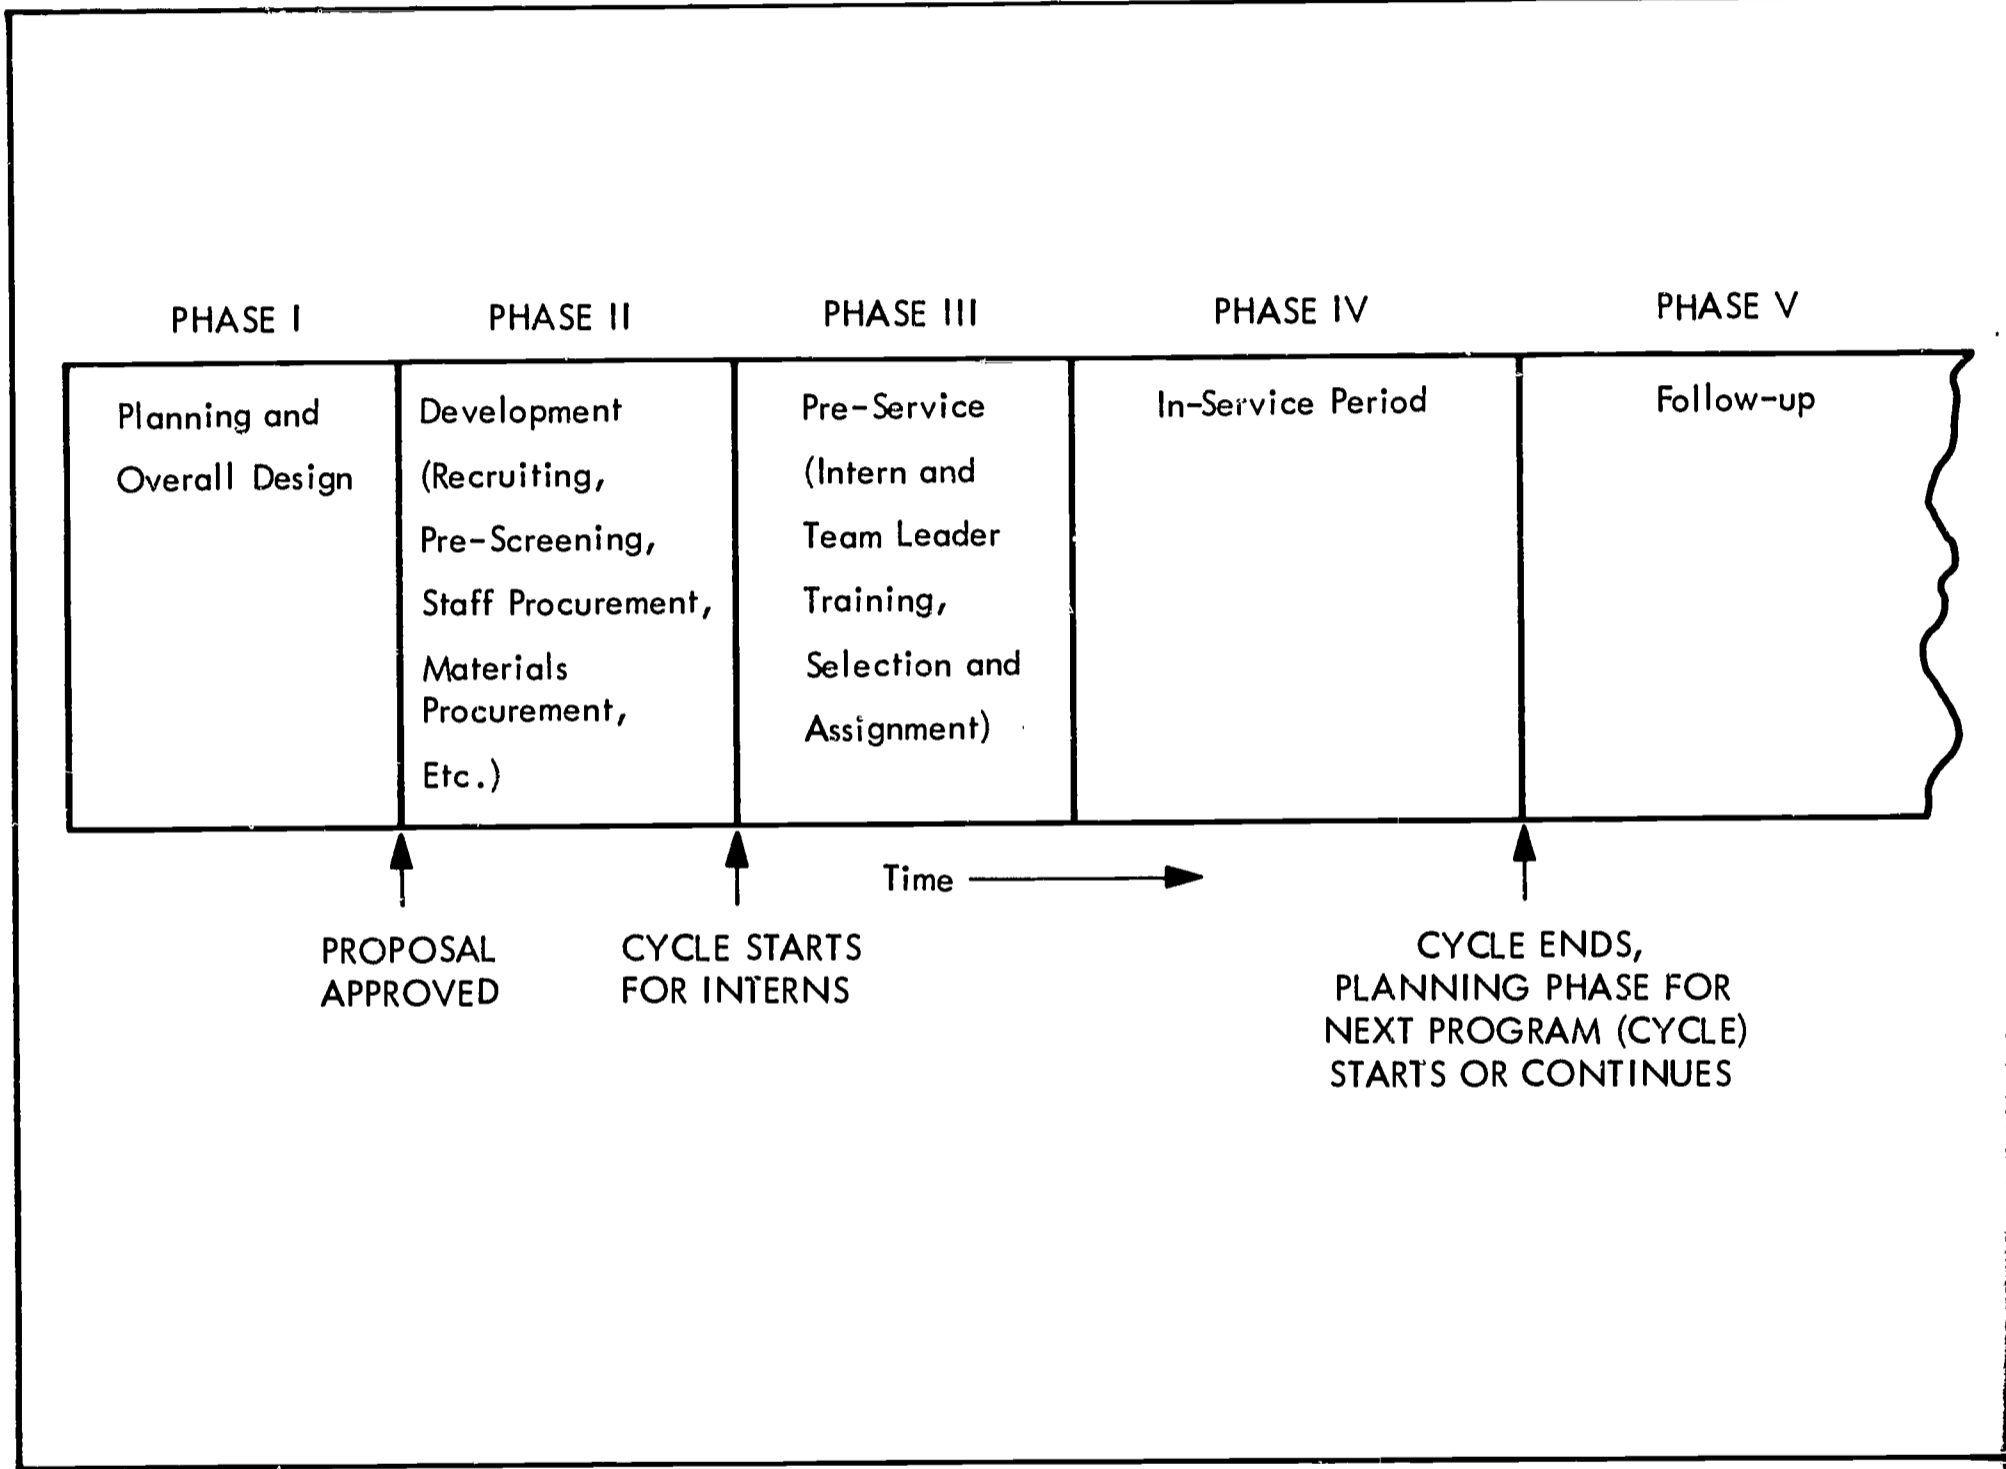 PHASE I
PHASE II
PHASE III
PHASE IV
PHASE V
Planning and
Overall Design
Development
(Recruiting,
Pre-Screening,
Staff Procurement,
Materials
Procurement,
Etc.)
Pre-Service
(Intern and
Team Leader
Training,
Selection and
Assignment)
In-Service Period
Follow-up
Time
PROPOSAL
APPROVED
CYCLE STARTS
FOR INTERNS
CYCLE ENDS,
PLANNING PHASE FOR
NEXT PROGRAM (CYCLE)
STARTS OR CONTINUES